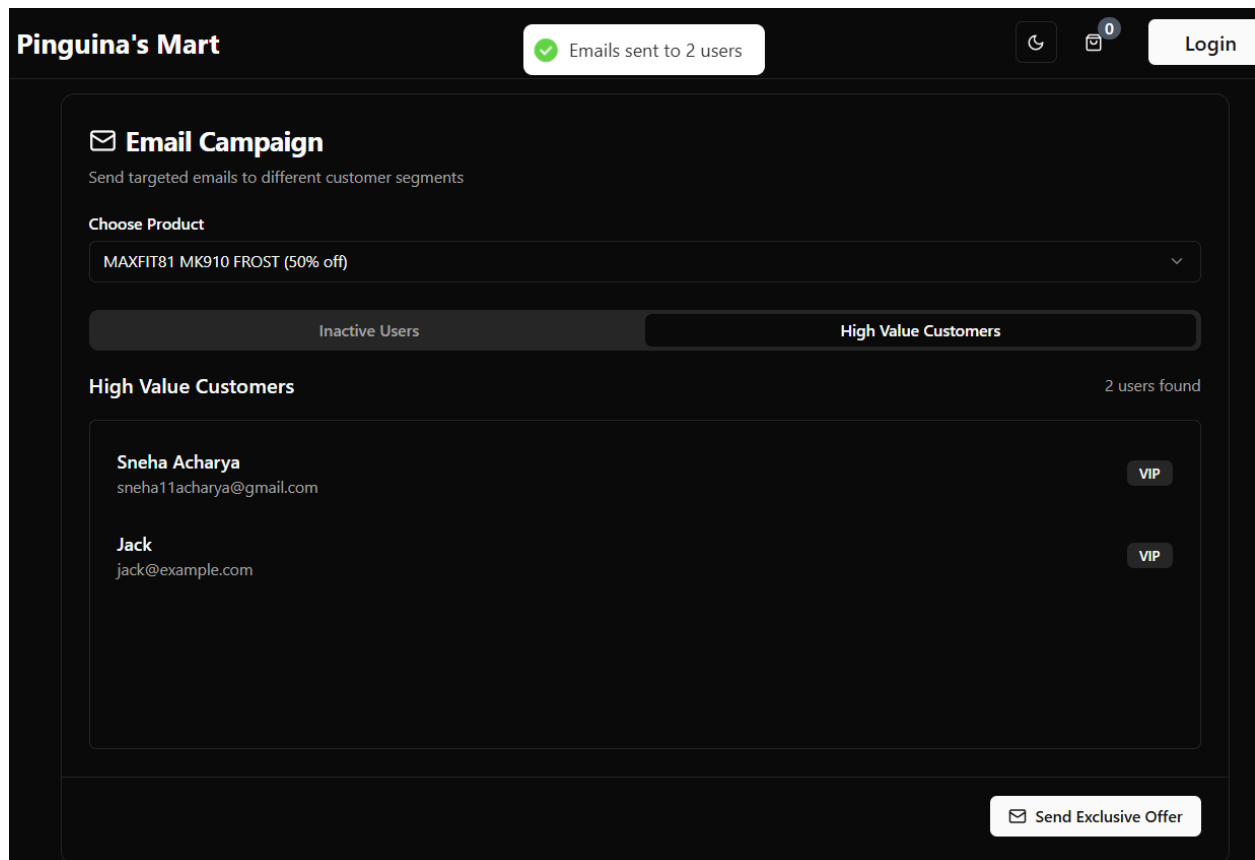 Pinguina's Mart
Emails sent to 2 users
0
Login
Email Campaign
Send targeted emails to different customer segments
Choose Product
MAXFIT81 MK910 FROST (50% off)
Inactive Users
High Value Customers
High Value Customers
2 users found
Sneha Acharya
sneha11acharya@gmail.com
VIP
Jack
jack@example.com
VIP
Send Exclusive Offer